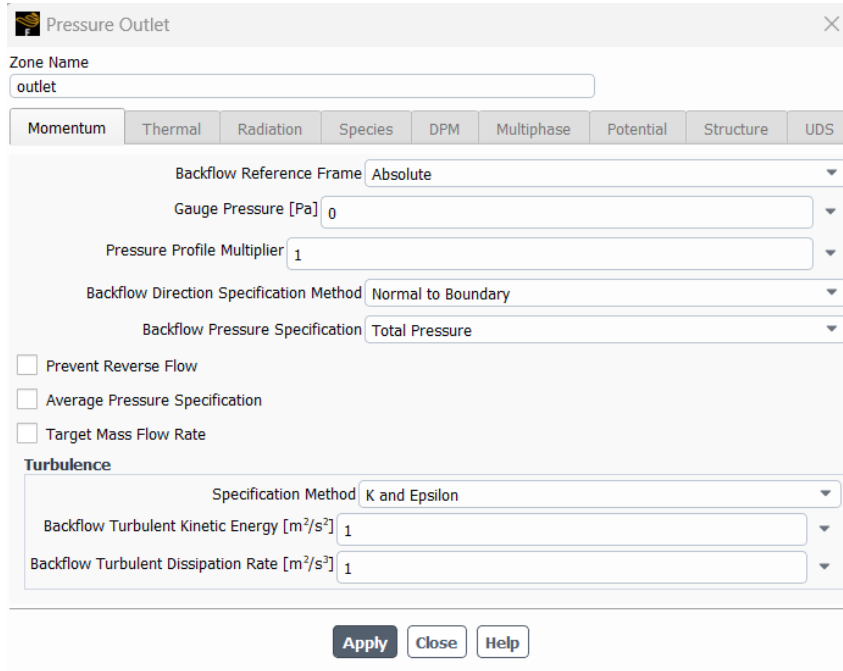 Pressure Outlet
Zone Name
outlet
Momentum Thermal Radiation Species DPM Multiphase Potential Structure UDS
Backflow Reference Frame Absolute
Gauge Pressure [Pa] 0
Pressure Profile Multiplier 1
Backflow Direction Specification Method Normal to Boundary
Backflow Pressure Specification Total Pressure
Prevent Reverse Flow
Average Pressure Specification
Target Mass Flow Rate
Turbulence
Specification Method K and Epsilon
Backflow Turbulent Kinetic Energy [m²/s²] 1
Backflow Turbulent Dissipation Rate [m²/s³] 1
Apply Close Help